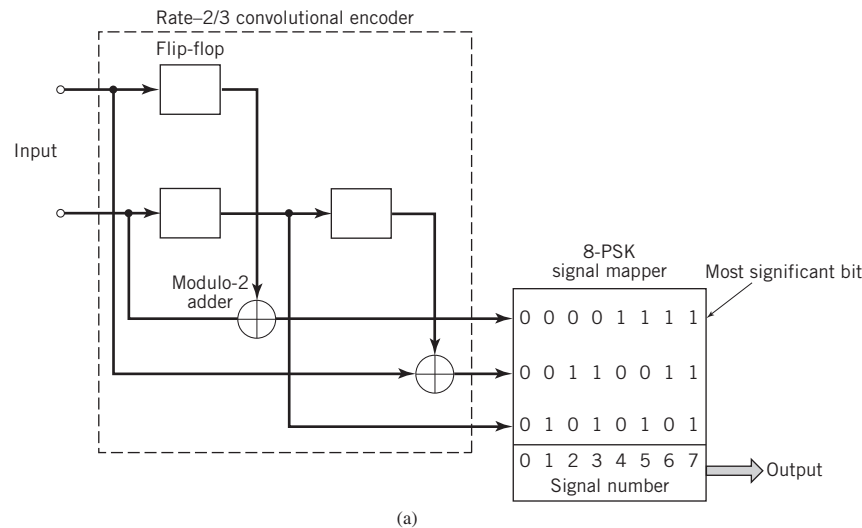 Rate–2/3 convolutional encoder
Flip-flop
Input
Modulo-2
adder
8-PSK
signal mapper
Most significant bit
0 0 0 0 1 1 1 1
0 0 1 1 0 0 1 1
0 1 0 1 0 1 0 1
0 1 2 3 4 5 6 7
Signal number
Output
(a)